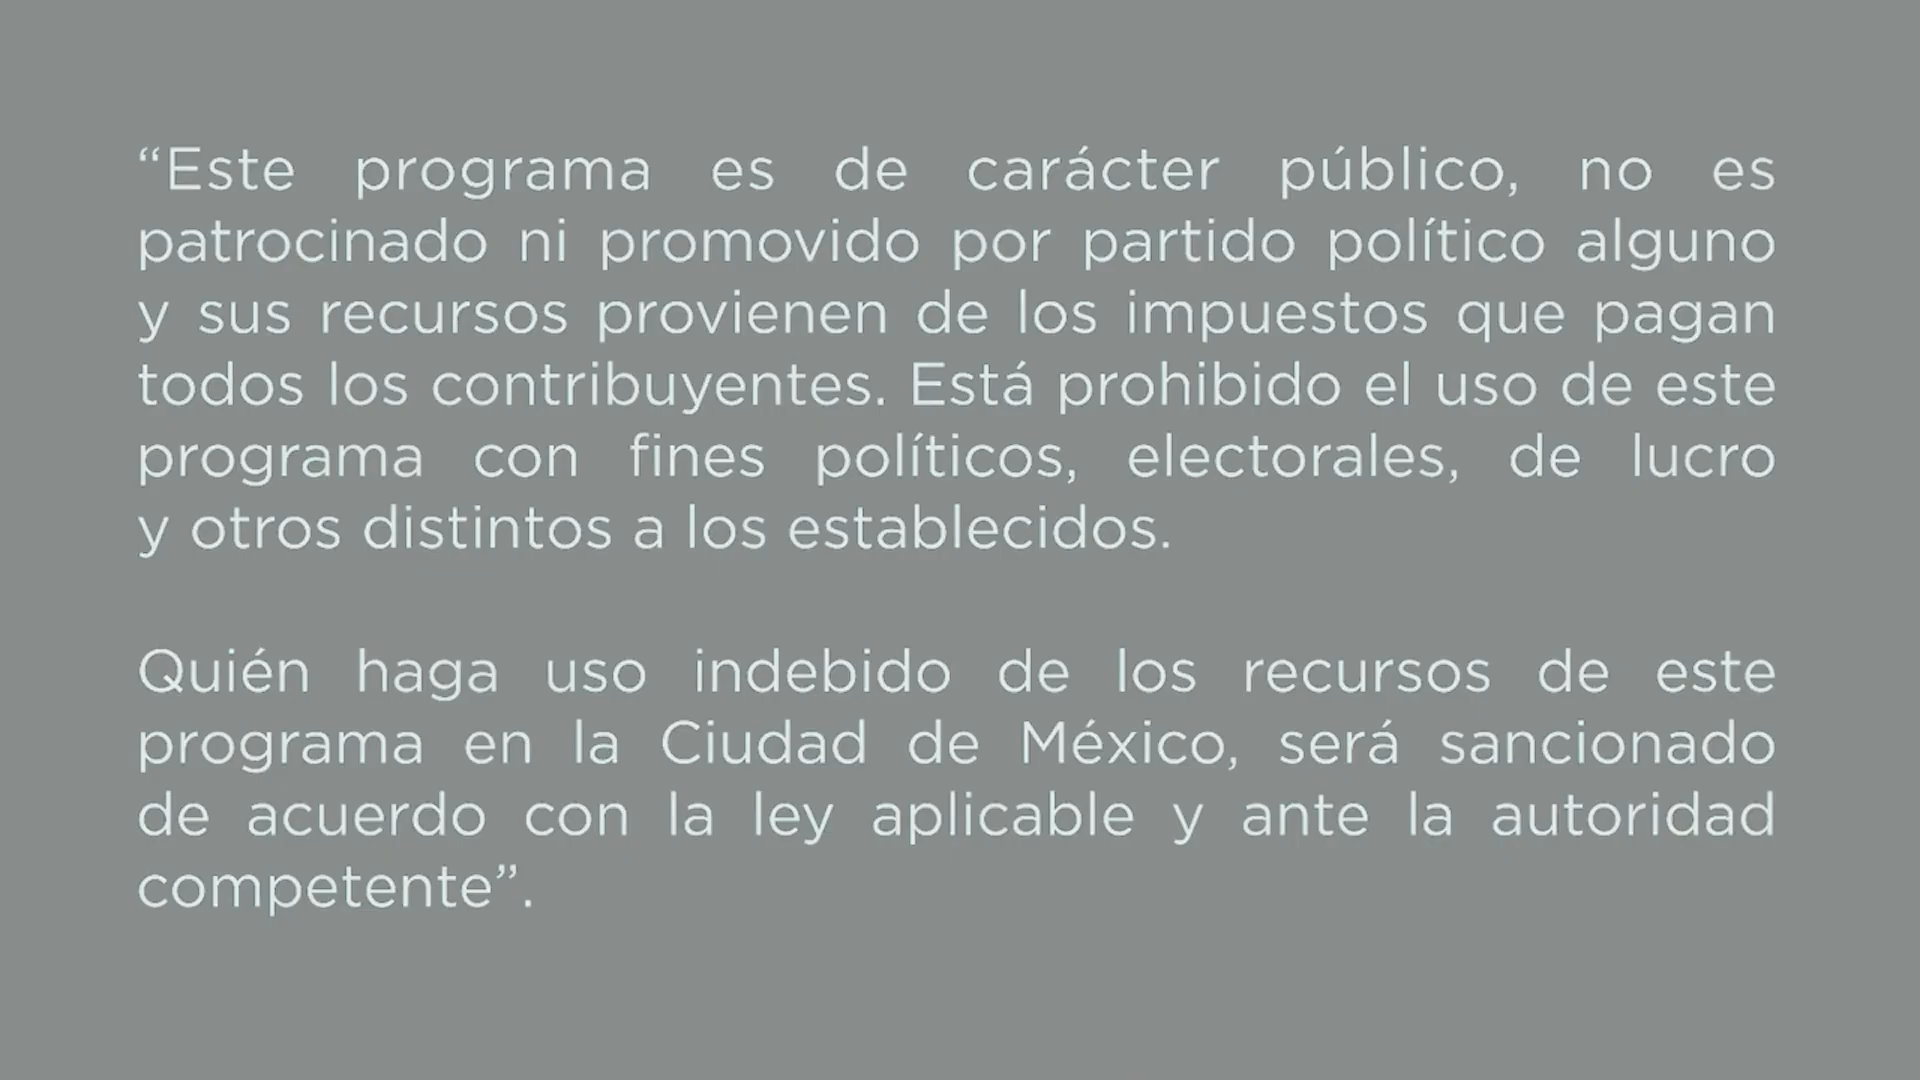 “Este programa es de carácter público, no es
patrocinado ni promovido por partido político alguno
y sus recursos provienen de los impuestos que pagan
todos los contribuyentes. Está prohibido el uso de este
programa con fines políticos, electorales, de lucro
y otros distintos a los establecidos.
Quién haga uso indebido de los recursos de este
programa en la Ciudad de México, será sancionado
de acuerdo con la ley aplicable y ante la autoridad
competente”.